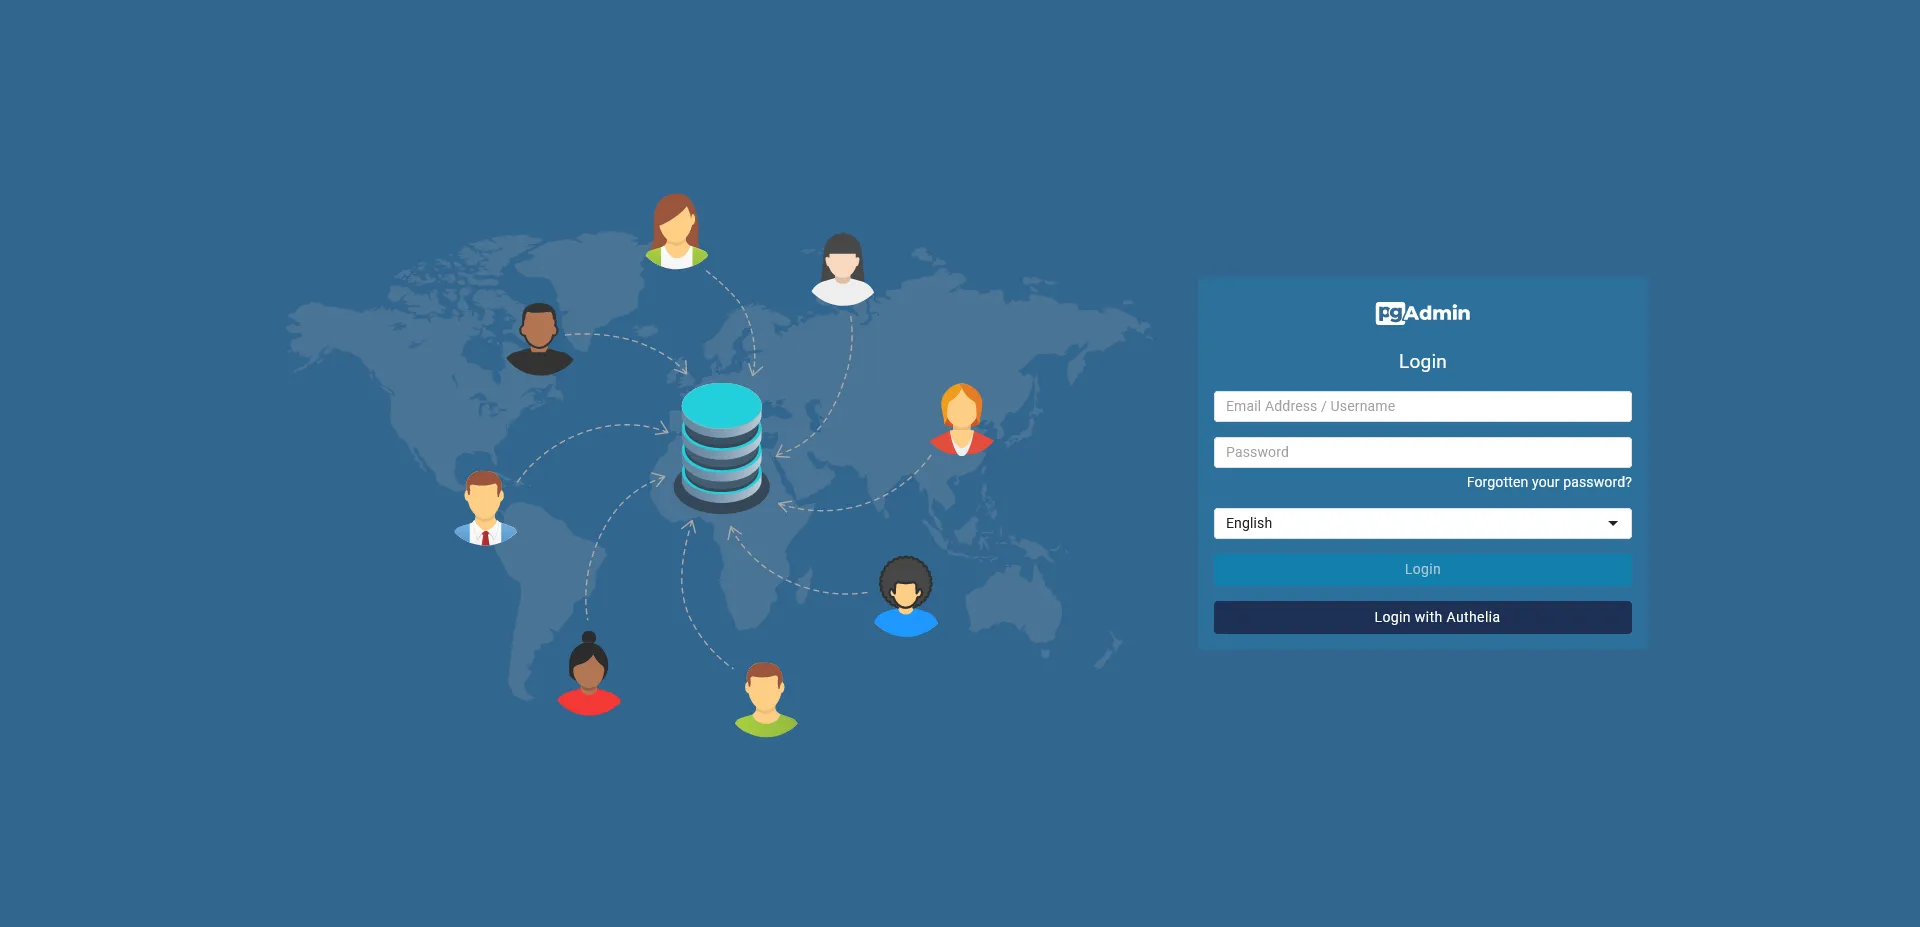 pgAdmin
Login
Email Address / Username
Password
Forgotten your password?
English
Login
Login with Authelia